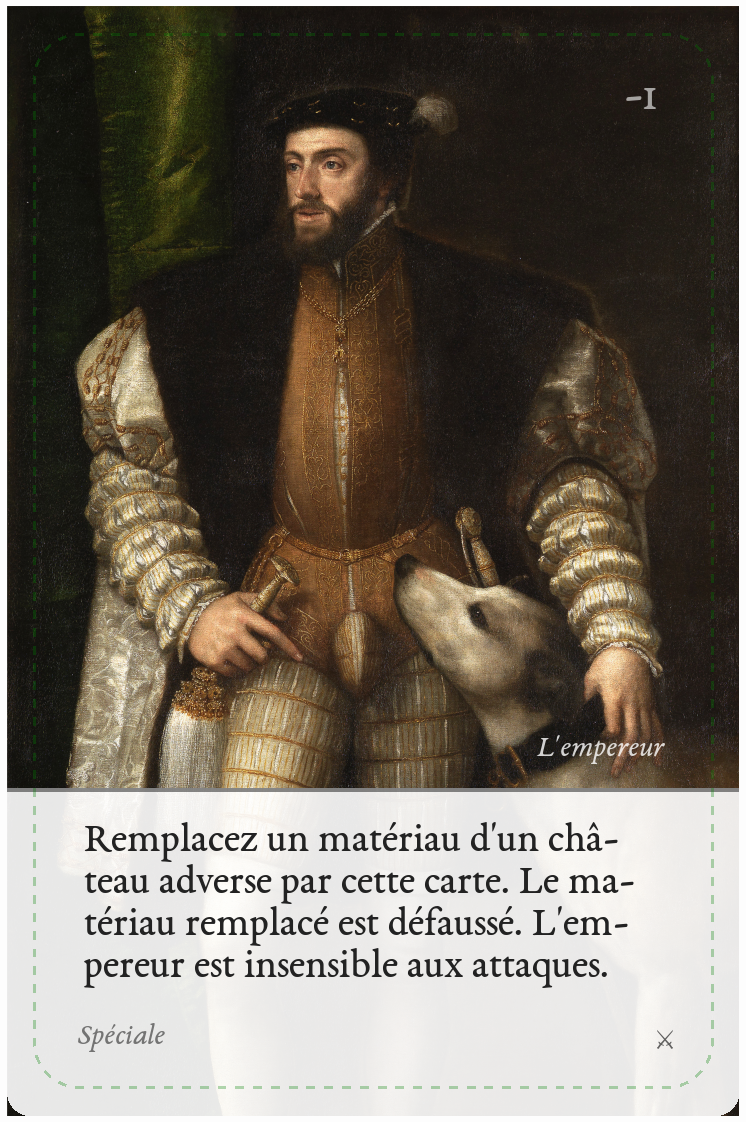 -1
L'empereur
Remplacez un matériau d'un châ-
teau adverse par cette carte. Le ma-
tériau remplacé est défaussé. L'em-
pereur est insensible aux attaques.
Spéciale